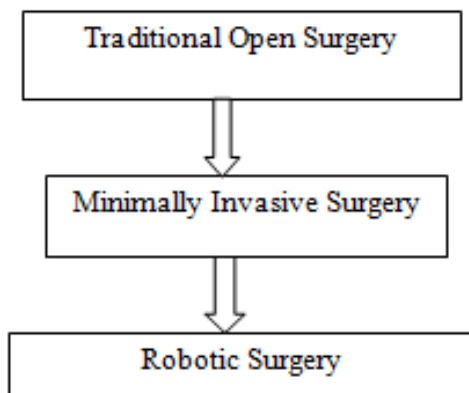 Traditional Open Surgery
Minimally Invasive Surgery
Robotic Surgery